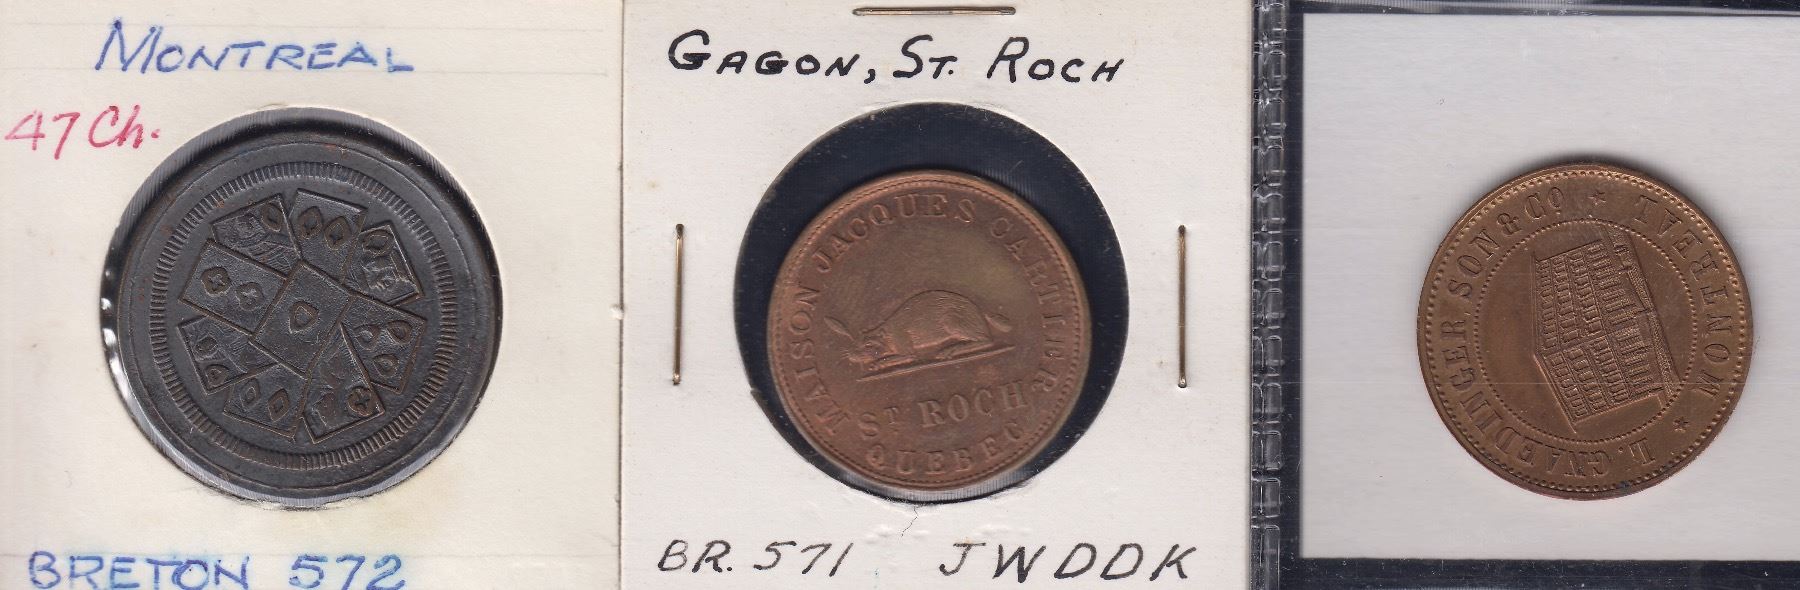 MONTREAL
47 Ch.
BRETON 572
GAGON, ST. ROCH
MAISON JACQUES CARTIER
ST ROCH
QUEBEC
BR. 571 JWDDK
L. GNAEDINGER SON & Co
MONTREAL